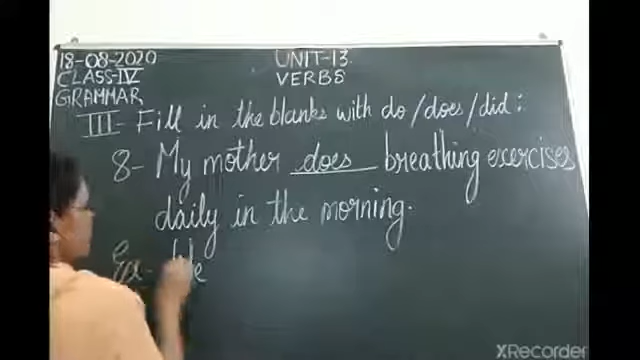 18-08-2020
CLASS-IV
GRAMMAR
UNIT-13
VERBS
III- Fill in the blanks with do/does/did:
8- My mother does breathing exercises
daily in the morning.
Ex-
XRecorder